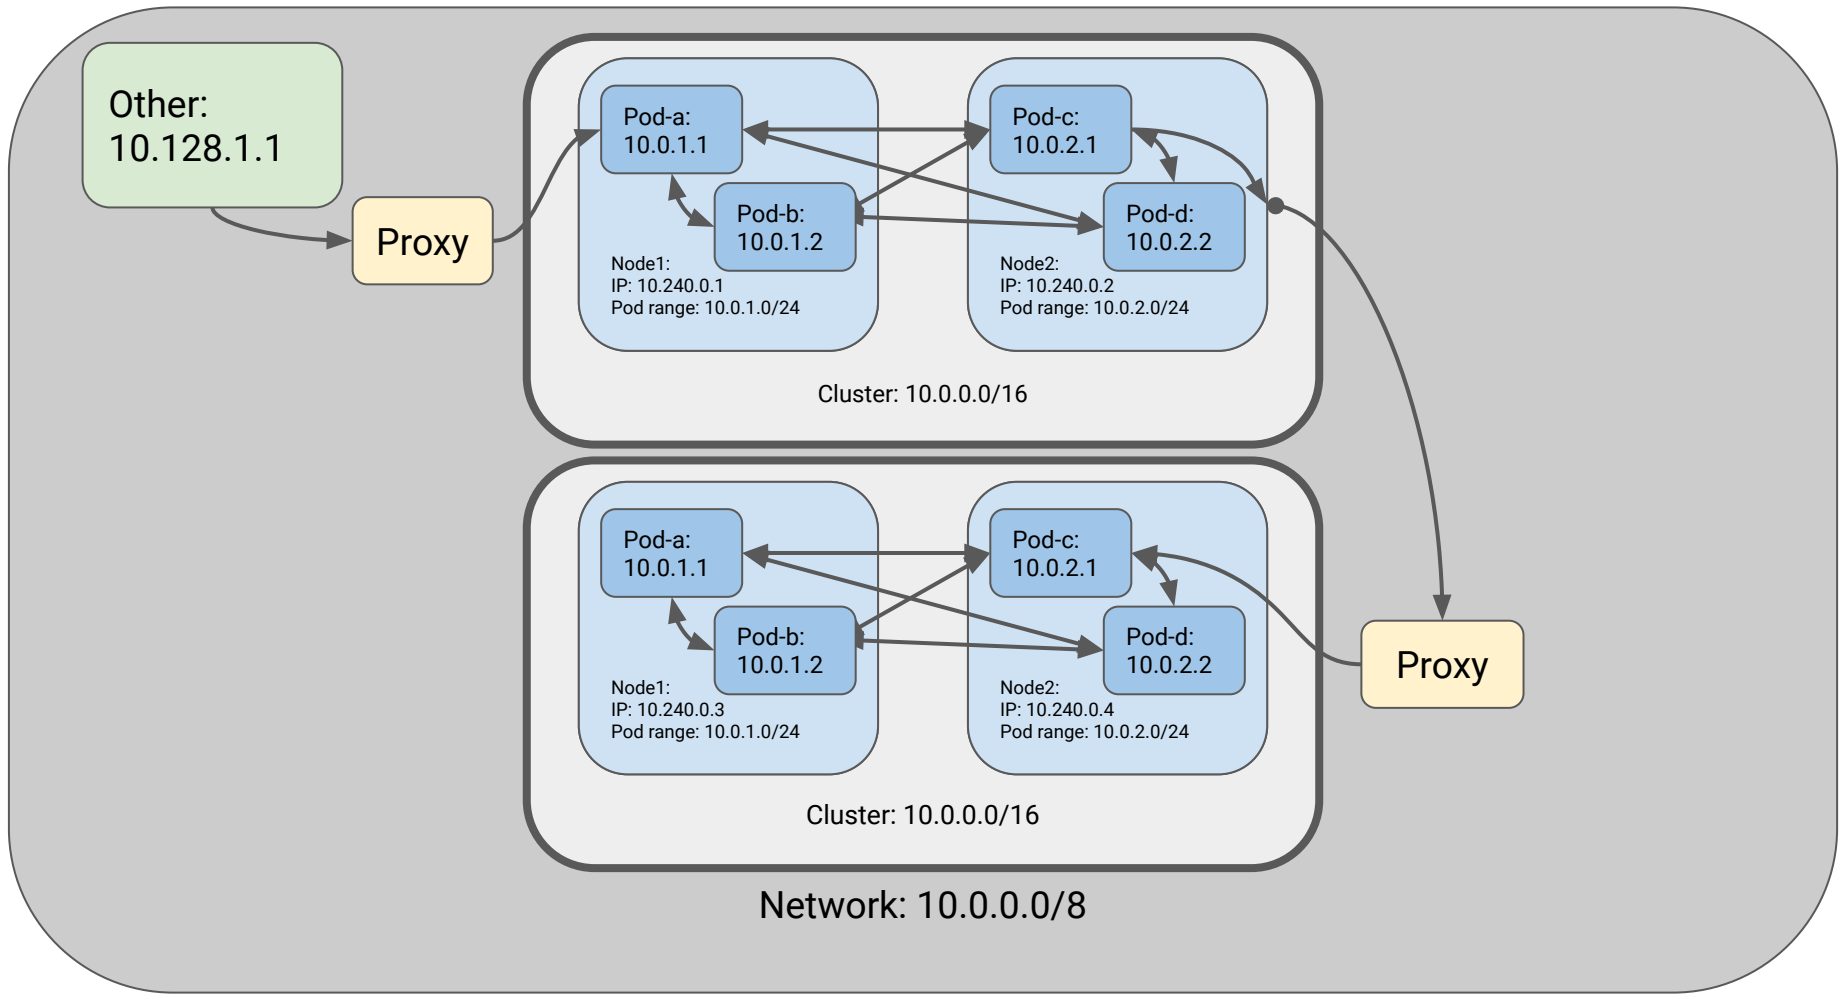 Other:
10.128.1.1
Proxy
Pod-a:
10.0.1.1
Pod-b:
10.0.1.2
Node1:
IP: 10.240.0.1
Pod range: 10.0.1.0/24
Pod-c:
10.0.2.1
Pod-d:
10.0.2.2
Node2:
IP: 10.240.0.2
Pod range: 10.0.2.0/24
Cluster: 10.0.0.0/16
Pod-a:
10.0.1.1
Pod-b:
10.0.1.2
Node1:
IP: 10.240.0.3
Pod range: 10.0.1.0/24
Pod-c:
10.0.2.1
Pod-d:
10.0.2.2
Node2:
IP: 10.240.0.4
Pod range: 10.0.2.0/24
Proxy
Cluster: 10.0.0.0/16
Network: 10.0.0.0/8